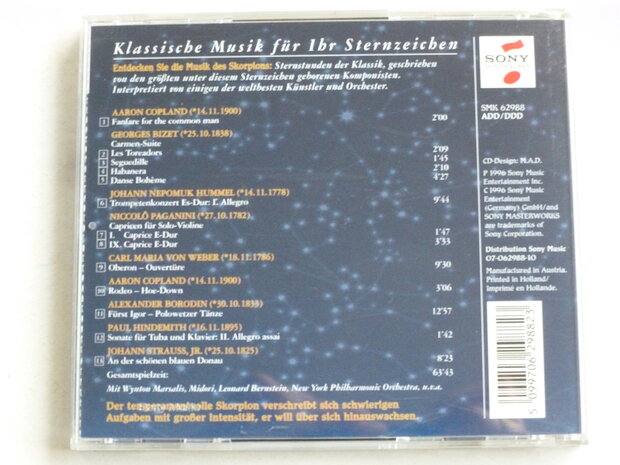 Klassische Musik für Ihr Sternzeichen
Entdecken Sie die Musik des Skorpions: Sternstunden der Klassik, geschrieben
von den größten unter diesem Sternzeichen geborenen Komponisten.
Interpretiert von einigen der weltbesten Künstler und Orchester.
AARON COPLAND (*14.11.1900)
1 Fanfare for the common man 2'00
GEORGES BIZET (*25.10.1838)
Carmen-Suite
2 Les Toreadors 2'09
3 Seguedille 1'45
4 Habanera 2'10
5 Danse Bohème 4'27
JOHANN NEPOMUK HUMMEL (*14.11.1778)
6 Trompetenkonzert Es-Dur: I. Allegro 9'44
NICCOLÒ PAGANINI (*27.10.1782)
Capricen für Solo-Violine
7 I. Caprice E-Dur 1'47
8 IX. Caprice E-Dur 3'33
CARL MARIA VON WEBER (*18.11.1786)
9 Oberon – Ouvertüre 9'30
AARON COPLAND (*14.11.1900)
10 Rodeo – Hoe-Down 3'06
ALEXANDER BORODIN (*30.10.1833)
11 Fürst Igor – Polowetzer Tänze 12'57
PAUL HINDEMITH (*16.11.1895)
12 Sonate für Tuba und Klavier: II. Allegro assai 1'42
JOHANN STRAUSS, JR. (*25.10.1825)
13 An der schönen blauen Donau 8'23
Gesamtspielzeit: 63'43
Mit Wynton Marsalis, Midori, Leonard Bernstein, New York Philharmonic Orchestra, u.v.a.
Der temperamentvolle Skorpion verschreibt sich schwierigen
Aufgaben mit großer Intensität, er will über sich hinauswachsen.
SONY
SMK 62988
ADD/DDD
CD-Design: M.A.D.
P 1996 Sony Music
Entertainment Inc.
C 1996 Sony Music
Entertainment
(Germany) GmbH/and
SONY MASTERWORKS
are trademarks of
Sony Corporation.
Distribution Sony Music
07-062988-10
Manufactured in Austria.
Printed in Holland/
Imprimé en Hollande.
5 099706 298823